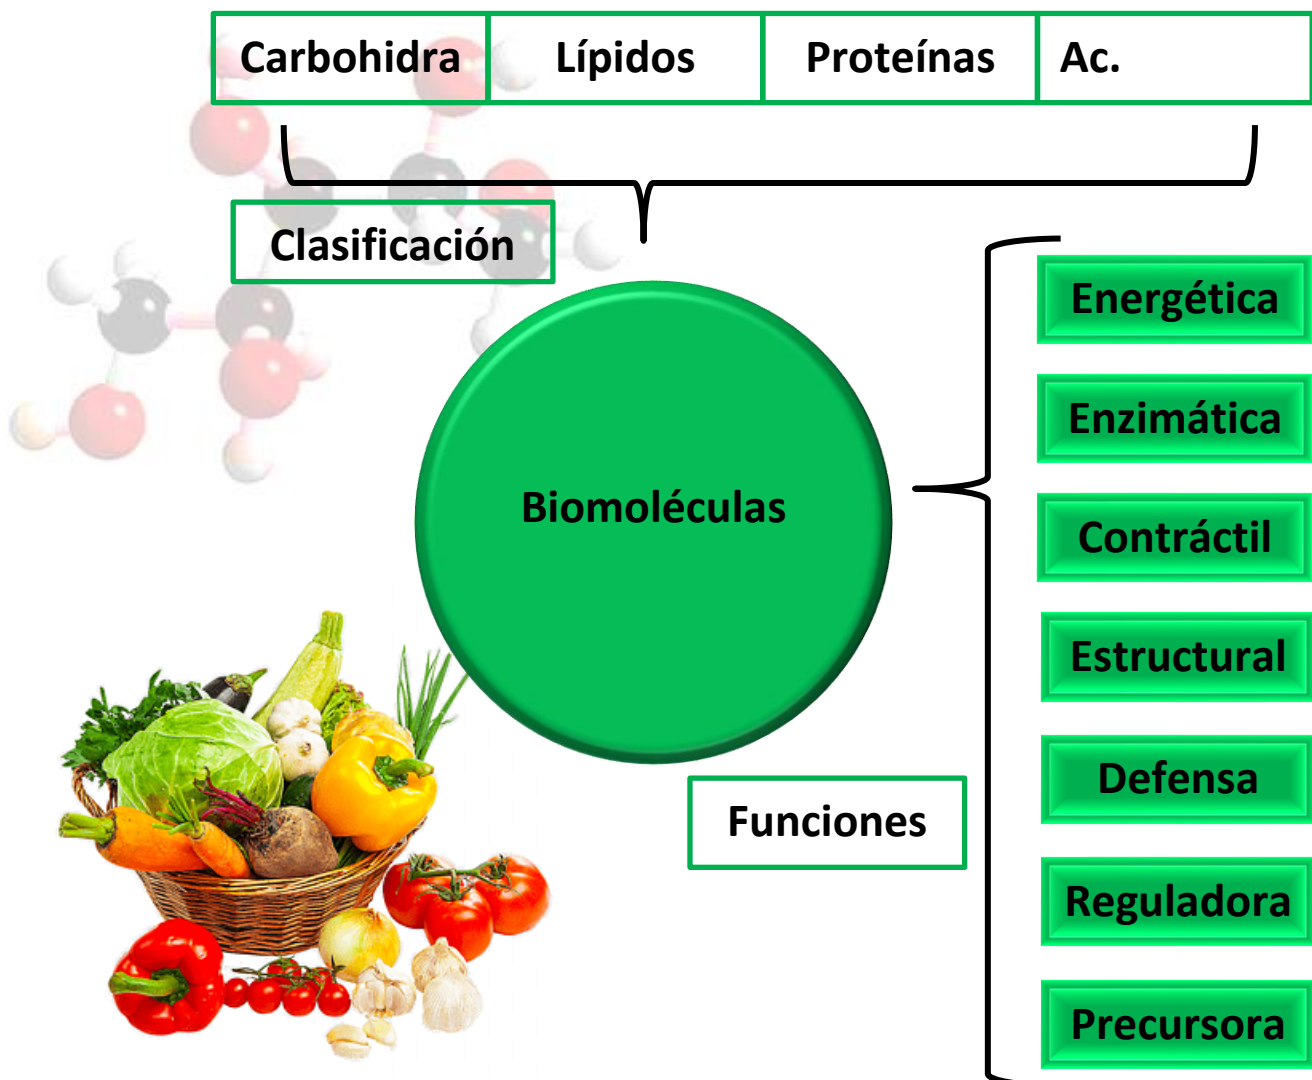 Carbohidra
Lípidos
Proteínas
Ac.
Clasificación
Biomoléculas
Funciones
Energética
Enzimática
Contráctil
Estructural
Defensa
Reguladora
Precursora